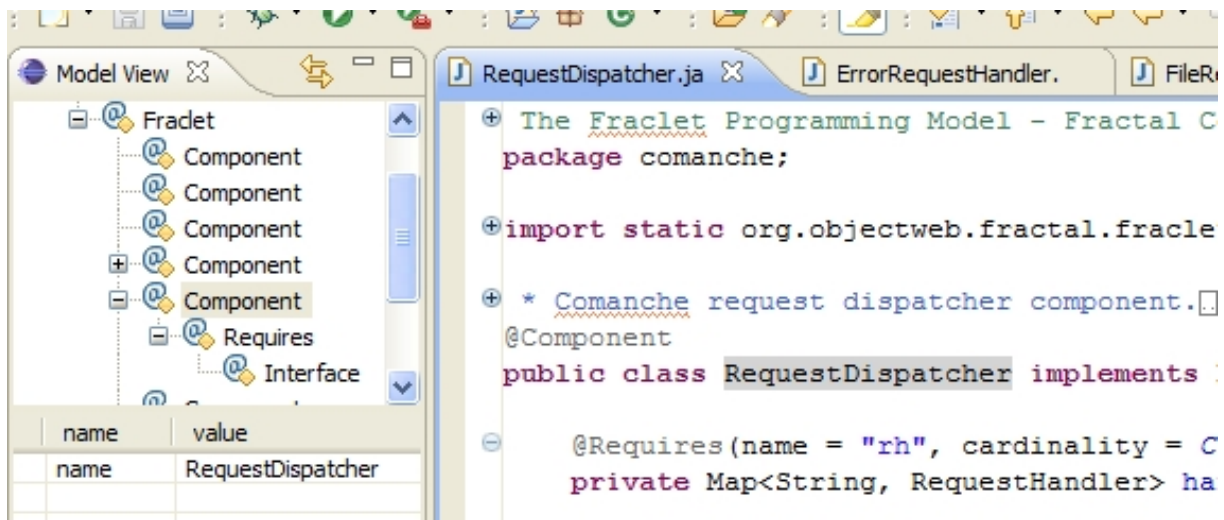 Model View
Fraclet
Component
Component
Component
Component
Component
Requires
Interface
name value
name RequestDispatcher
RequestDispatcher.ja ErrorRequestHandler. FileR
The Fraclet Programming Model - Fractal C
package comanche;
import static org.objectweb.fractal.fracle
* Comanche request dispatcher component.
@Component
public class RequestDispatcher implements
@Requires(name = "rh", cardinality = C
private Map<String, RequestHandler> ha